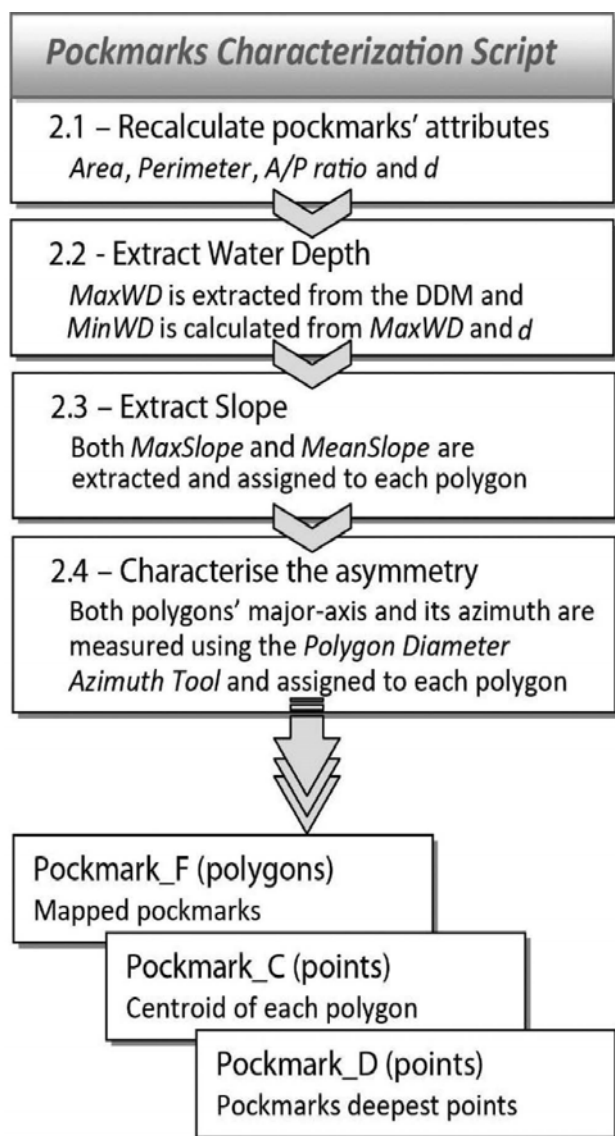 Pockmarks Characterization Script
2.1 – Recalculate pockmarks’ attributes
Area, Perimeter, A/P ratio and d
2.2 - Extract Water Depth
MaxWD is extracted from the DDM and
MinWD is calculated from MaxWD and d
2.3 – Extract Slope
Both MaxSlope and MeanSlope are
extracted and assigned to each polygon
2.4 – Characterise the asymmetry
Both polygons’ major-axis and its azimuth are
measured using the Polygon Diameter
Azimuth Tool and assigned to each polygon
Pockmark_F (polygons)
Mapped pockmarks
Pockmark_C (points)
Centroid of each polygon
Pockmark_D (points)
Pockmarks deepest points